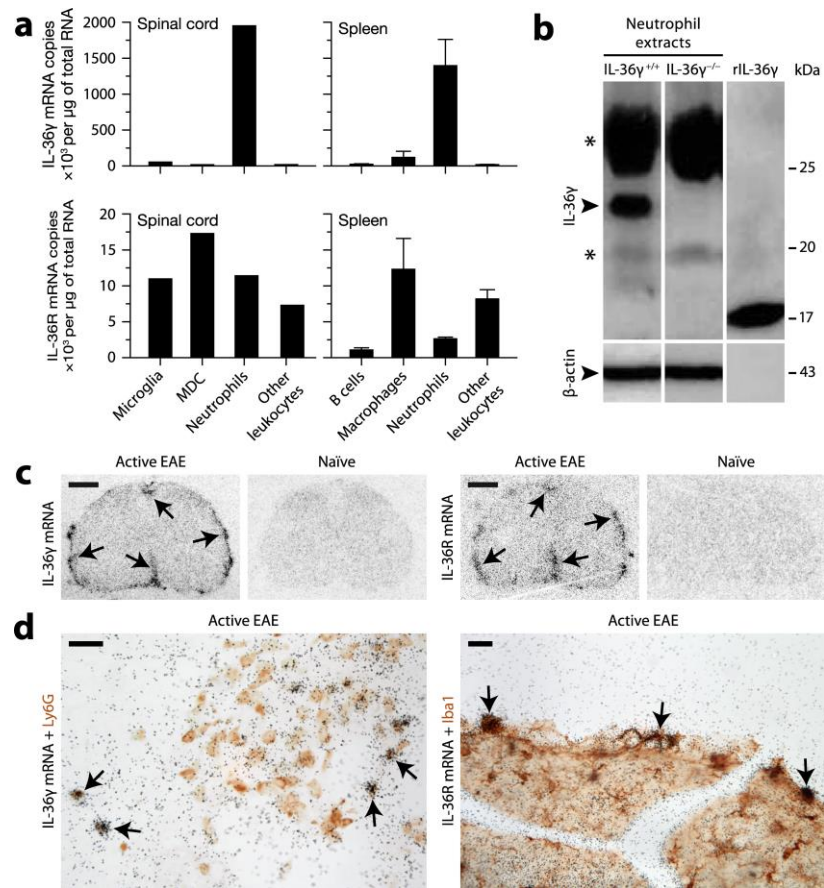 a
IL-36γ mRNA copies
×10³ per µg of total RNA
2000
1500
1000
500
0
Spinal cord
Spleen
IL-36R mRNA copies
×10³ per µg of total RNA
20
15
10
5
0
Spinal cord
Spleen
Microglia
MDC
Neutrophils
Other
leukocytes
B cells
Macrophages
Neutrophils
Other
leukocytes
b
Neutrophil
extracts
IL-36γ+/+ IL-36γ−/− rIL-36γ kDa
*
IL-36γ
*
- 25
- 20
- 17
β-actin
- 43
c
Active EAE
Naïve
Active EAE
Naïve
IL-36γ mRNA
IL-36R mRNA
d
Active EAE
Active EAE
IL-36γ mRNA + Ly6G
IL-36R mRNA + Iba1